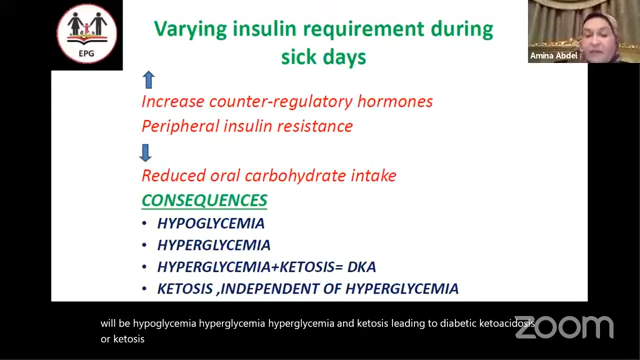 EPG
Varying insulin requirement during
sick days
Amina Abdel
Increase counter-regulatory hormones
Peripheral insulin resistance
Reduced oral carbohydrate intake
CONSEQUENCES
• HYPOGLYCEMIA
• HYPERGLYCEMIA
• HYPERGLYCEMIA+KETOSIS= DKA
• KETOSIS ,INDEPENDENT OF HYPERGLYCEMIA
will be hypoglycemia hyperglycemia hyperglycemia and ketosis leading to diabetic ketoacidosis
or ketosis
zoom